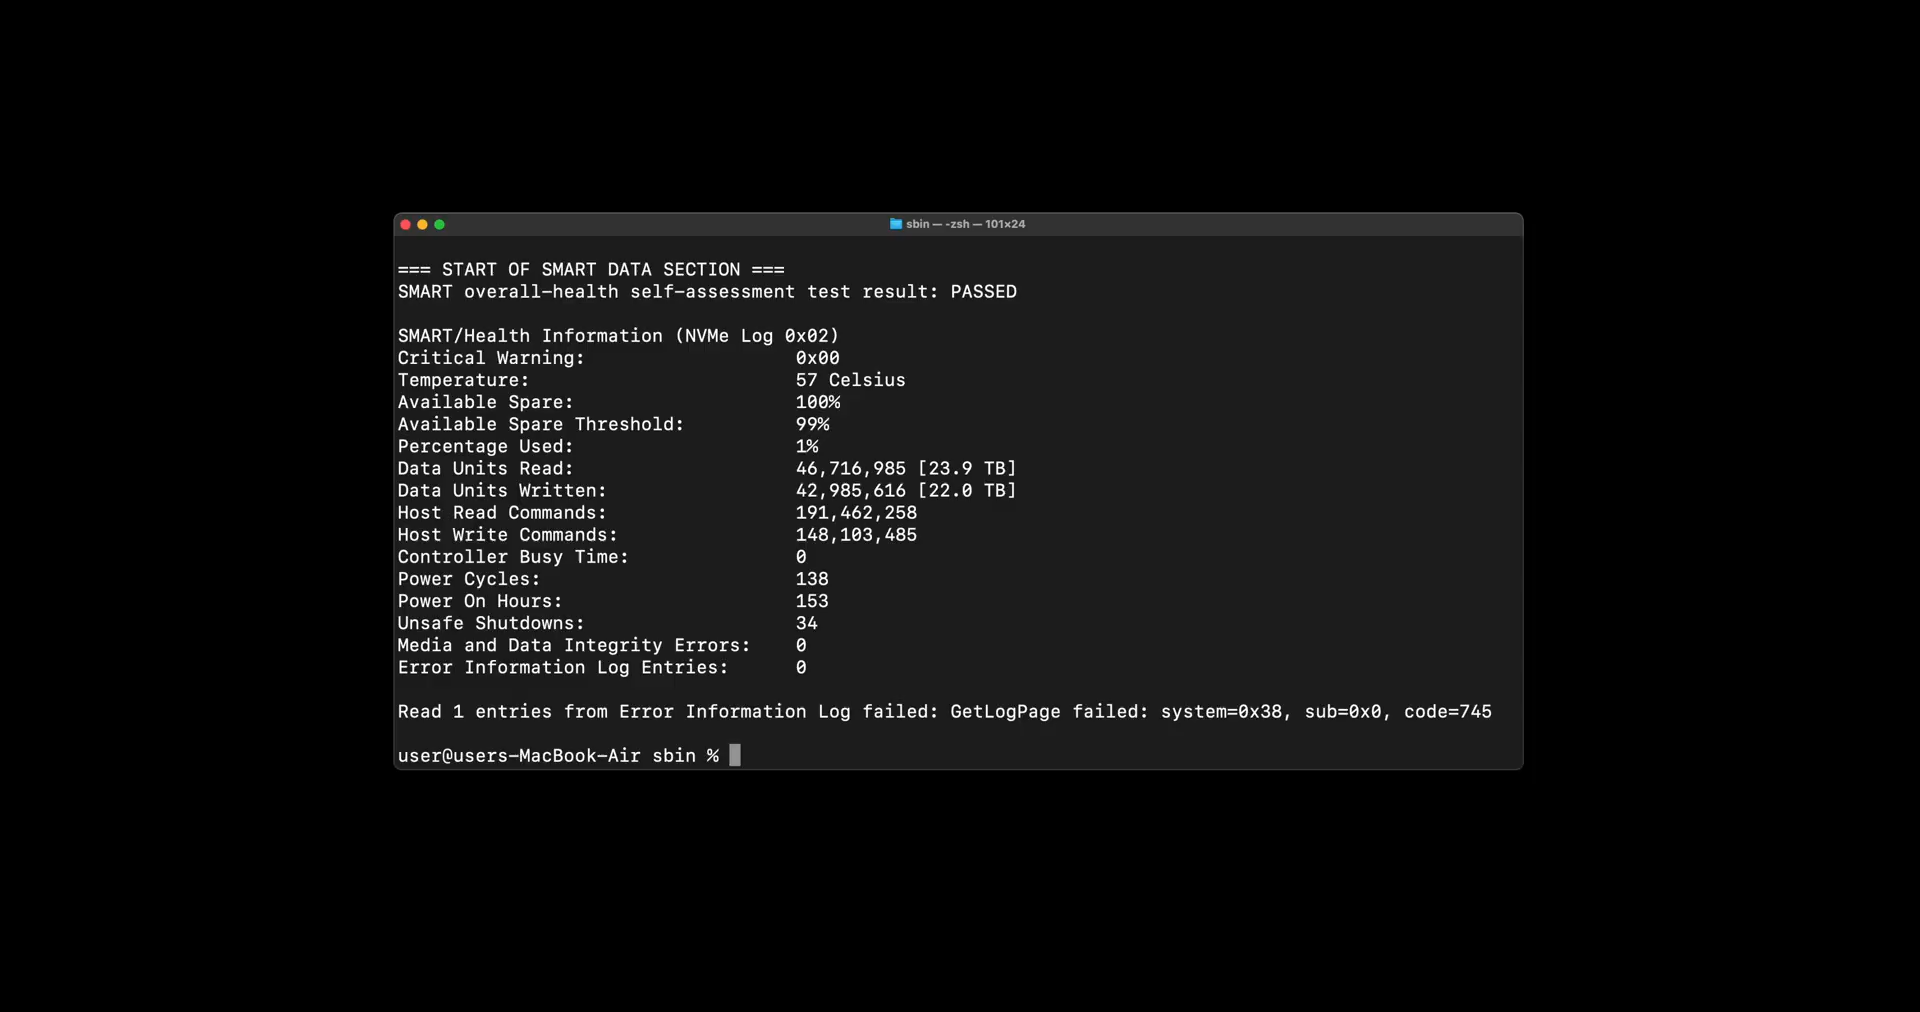 sbin — -zsh — 101×24
=== START OF SMART DATA SECTION ===
SMART overall-health self-assessment test result: PASSED
SMART/Health Information (NVMe Log 0x02)
Critical Warning: 0x00
Temperature: 57 Celsius
Available Spare: 100%
Available Spare Threshold: 99%
Percentage Used: 1%
Data Units Read: 46,716,985 [23.9 TB]
Data Units Written: 42,985,616 [22.0 TB]
Host Read Commands: 191,462,258
Host Write Commands: 148,103,485
Controller Busy Time: 0
Power Cycles: 138
Power On Hours: 153
Unsafe Shutdowns: 34
Media and Data Integrity Errors: 0
Error Information Log Entries: 0
Read 1 entries from Error Information Log failed: GetLogPage failed: system=0x38, sub=0x0, code=745
user@users-MacBook-Air sbin %